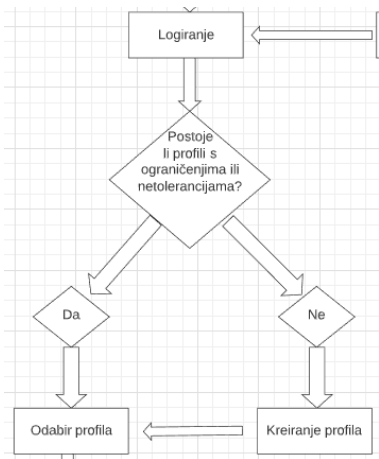 Logiranje
Postoje
li profili s
ograničenjima ili
netolerancijama?
Da
Ne
Odabir profila
Kreiranje profila